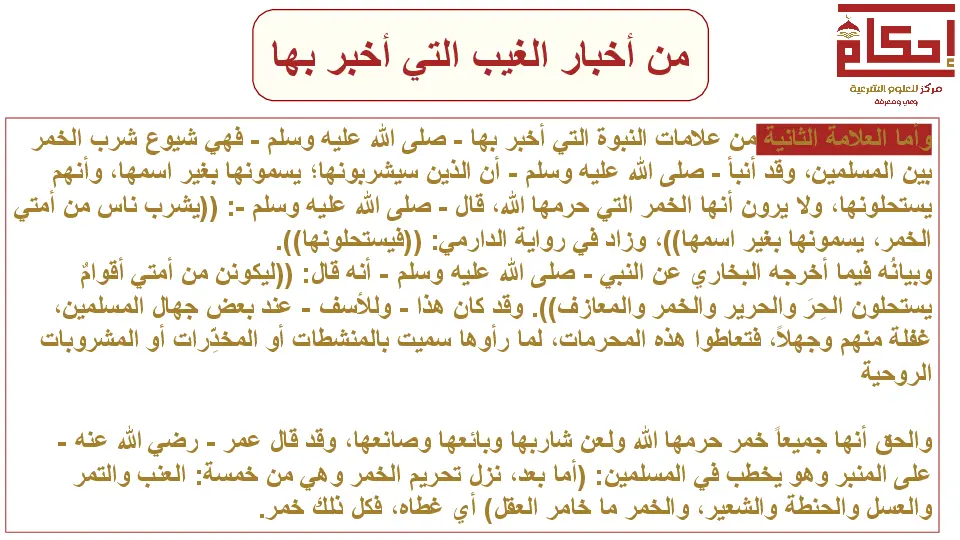 من أخبار الغيب التي أخبر بها
إحكام
مركز للعلوم الشرعية
وعي ومعرفة
وأما العلامة الثانية من علامات النبوة التي أخبر بها - صلى الله عليه وسلم - فهي شيوع شرب الخمر
بين المسلمين، وقد أنبأ - صلى الله عليه وسلم - أن الذين سيشربونها؛ يسمونها بغير اسمها، وأنهم
يستحلونها، ولا يرون أنها الخمر التي حرمها الله، قال - صلى الله عليه وسلم -: ((يشرب ناس من أمتي
الخمر، يسمونها بغير اسمها))، وزاد في رواية الدارمي: ((فيستحلونها)).
وبيانُه فيما أخرجه البخاري عن النبي - صلى الله عليه وسلم - أنه قال: ((ليكونن من أمتي أقوامٌ
يستحلون الحِرَ والحرير والخمر والمعازف)). وقد كان هذا - وللأسف - عند بعض جهال المسلمين،
غفلة منهم وجهلاً، فتعاطوا هذه المحرمات، لما رأوها سميت بالمنشطات أو المخدِّرات أو المشروبات
الروحية
والحق أنها جميعاً خمر حرمها الله ولعن شاربها وبائعها وصانعها، وقد قال عمر - رضي الله عنه -
على المنبر وهو يخطب في المسلمين: (أما بعد، نزل تحريم الخمر وهي من خمسة: العنب والتمر
والعسل والحنطة والشعير، والخمر ما خامر العقل) أي غطاه، فكل ذلك خمر.